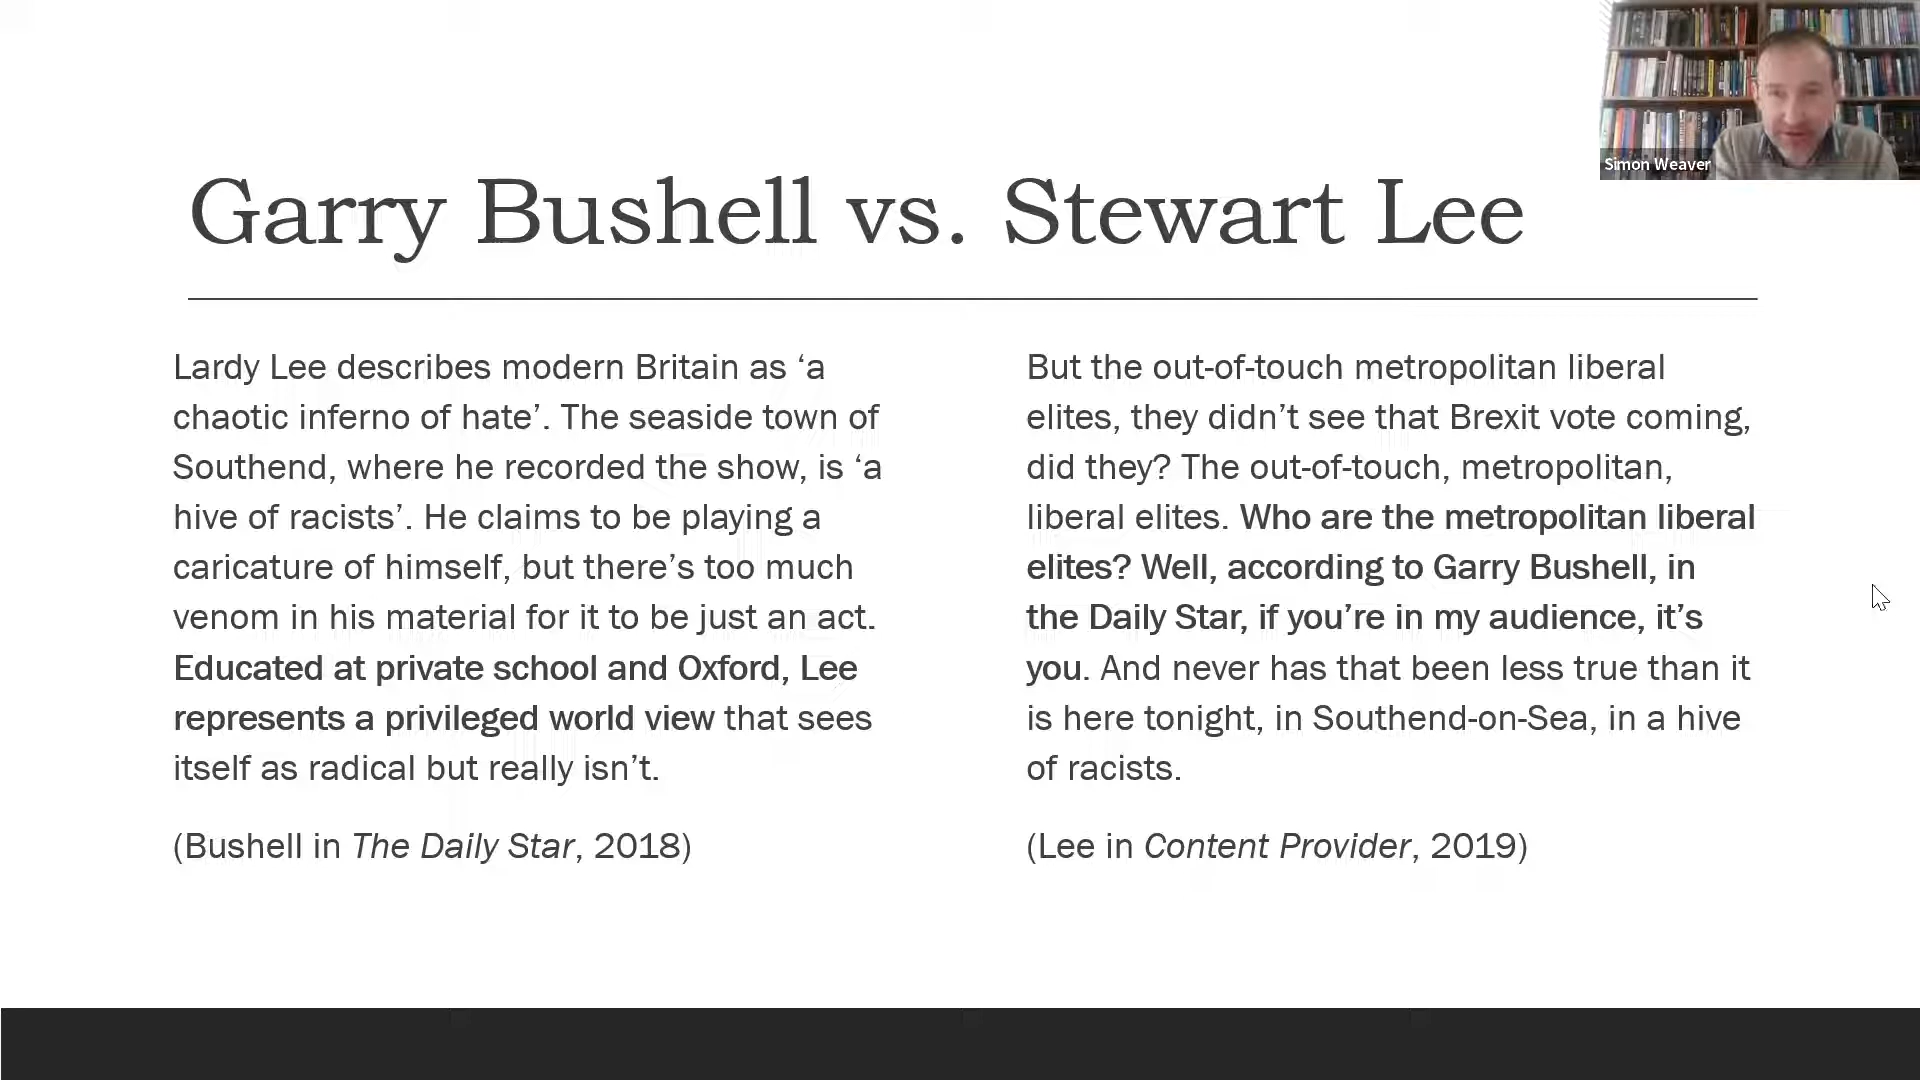 Simon Weaver
Garry Bushell vs. Stewart Lee
Lardy Lee describes modern Britain as ‘a
chaotic inferno of hate’. The seaside town of
Southend, where he recorded the show, is ‘a
hive of racists’. He claims to be playing a
caricature of himself, but there’s too much
venom in his material for it to be just an act.
Educated at private school and Oxford, Lee
represents a privileged world view that sees
itself as radical but really isn’t.
(Bushell in The Daily Star, 2018)
But the out-of-touch metropolitan liberal
elites, they didn’t see that Brexit vote coming,
did they? The out-of-touch, metropolitan,
liberal elites. Who are the metropolitan liberal
elites? Well, according to Garry Bushell, in
the Daily Star, if you’re in my audience, it’s
you. And never has that been less true than it
is here tonight, in Southend-on-Sea, in a hive
of racists.
(Lee in Content Provider, 2019)